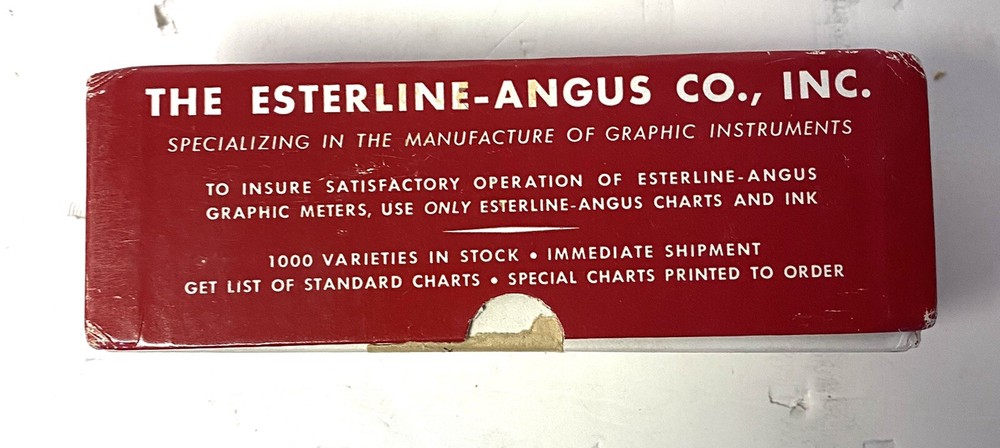 THE ESTERLINE-ANGUS CO., INC.
SPECIALIZING IN THE MANUFACTURE OF GRAPHIC INSTRUMENTS
TO INSURE SATISFACTORY OPERATION OF ESTERLINE-ANGUS
GRAPHIC METERS, USE ONLY ESTERLINE-ANGUS CHARTS AND INK
1000 VARIETIES IN STOCK • IMMEDIATE SHIPMENT
GET LIST OF STANDARD CHARTS • SPECIAL CHARTS PRINTED TO ORDER